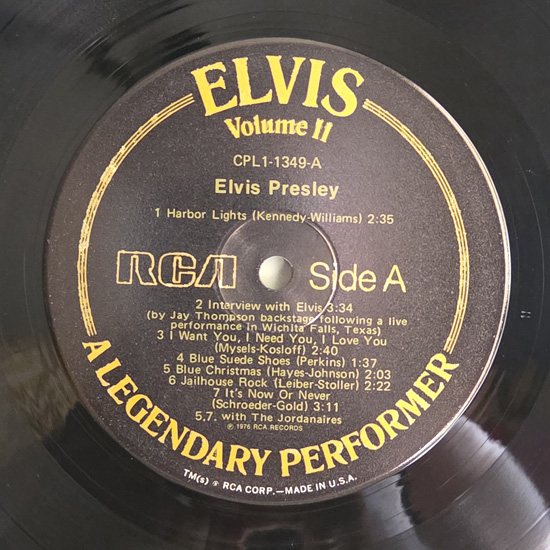 ELVIS
Volume II
CPL1-1349-A
Elvis Presley
1 Harbor Lights (Kennedy-Williams) 2:35
RCA
Side A
2 Interview with Elvis 3:34
(by Jay Thompson backstage following a live
performance in Wichita Falls, Texas)
3 I Want You, I Need You, I Love You
(Mysels-Kosloff) 2:40
4 Blue Suede Shoes (Perkins) 1:37
5 Blue Christmas (Hayes-Johnson) 2:03
6 Jailhouse Rock (Leiber-Stoller) 2:22
7 It's Now Or Never
(Schroeder-Gold) 3:11
5,7. with The Jordanaires
℗ 1976 RCA RECORDS
A LEGENDARY PERFORMER
TM(s) ® RCA CORP.—MADE IN U.S.A.